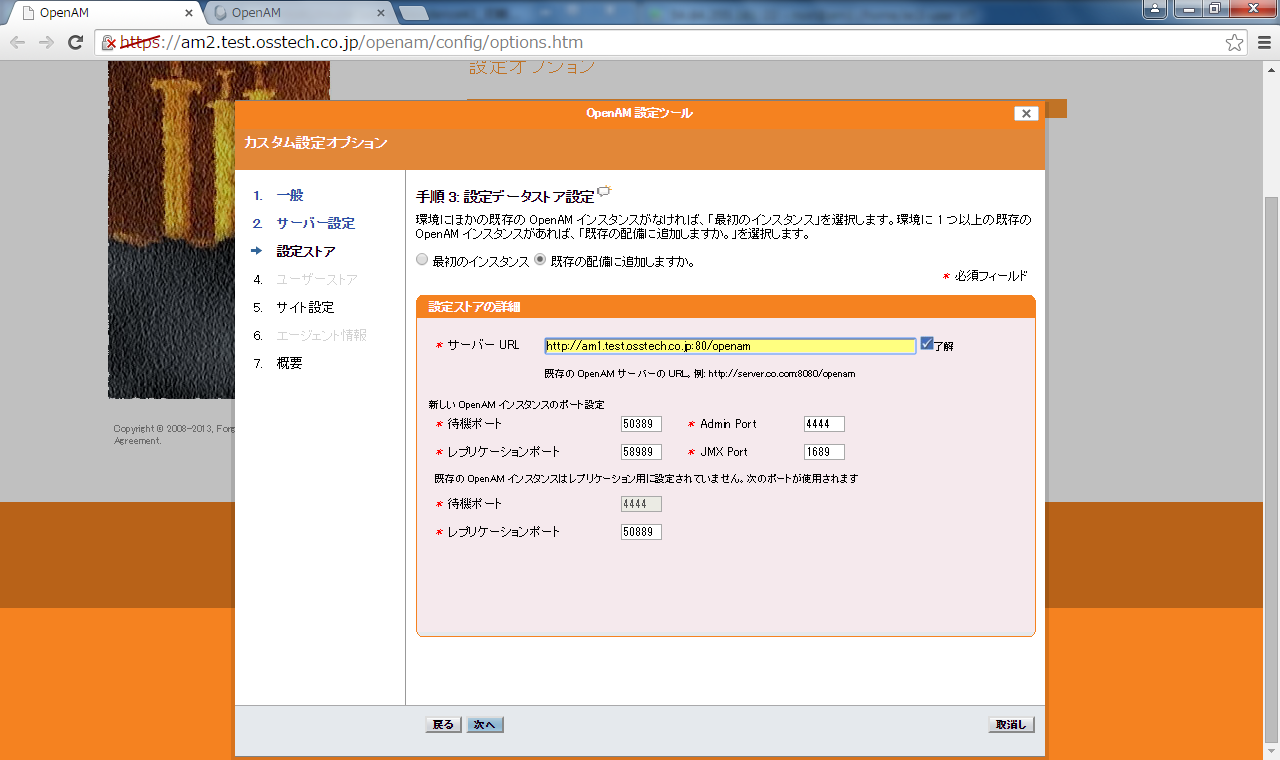 OpenAM
OpenAM
https://am2.test.osstech.co.jp/openam/config/options.htm
設定オプション
OpenAM 設定ツール
カスタム設定オプション
1. 一般
2. サーバー設定
設定ストア
4. ユーザーストア
5. サイト設定
6. エージェント情報
7. 概要
手順 3: 設定データストア設定
環境にほかの既存の OpenAM インスタンスがなければ、「最初のインスタンス」を選択します。環境に 1 つ以上の既存の
OpenAM インスタンスがあれば、「既存の配備に追加しますか。」を選択します。
最初のインスタンス 既存の配備に追加しますか。
* 必須フィールド
設定ストアの詳細
* サーバー URL http://am1.test.osstech.co.jp:80/openam 了解
既存の OpenAM サーバーの URL。例: http://server.co.com:8080/openam
新しい OpenAM インスタンスのポート設定
* 待機ポート 50389 * Admin Port 4444
* レプリケーションポート 58989 * JMX Port 1689
既存の OpenAM インスタンスはレプリケーション用に設定されていません。次のポートが使用されます
* 待機ポート 4444
* レプリケーションポート 50889
Copyright © 2008-2013, Forg
Agreement.
戻る 次へ 取消し